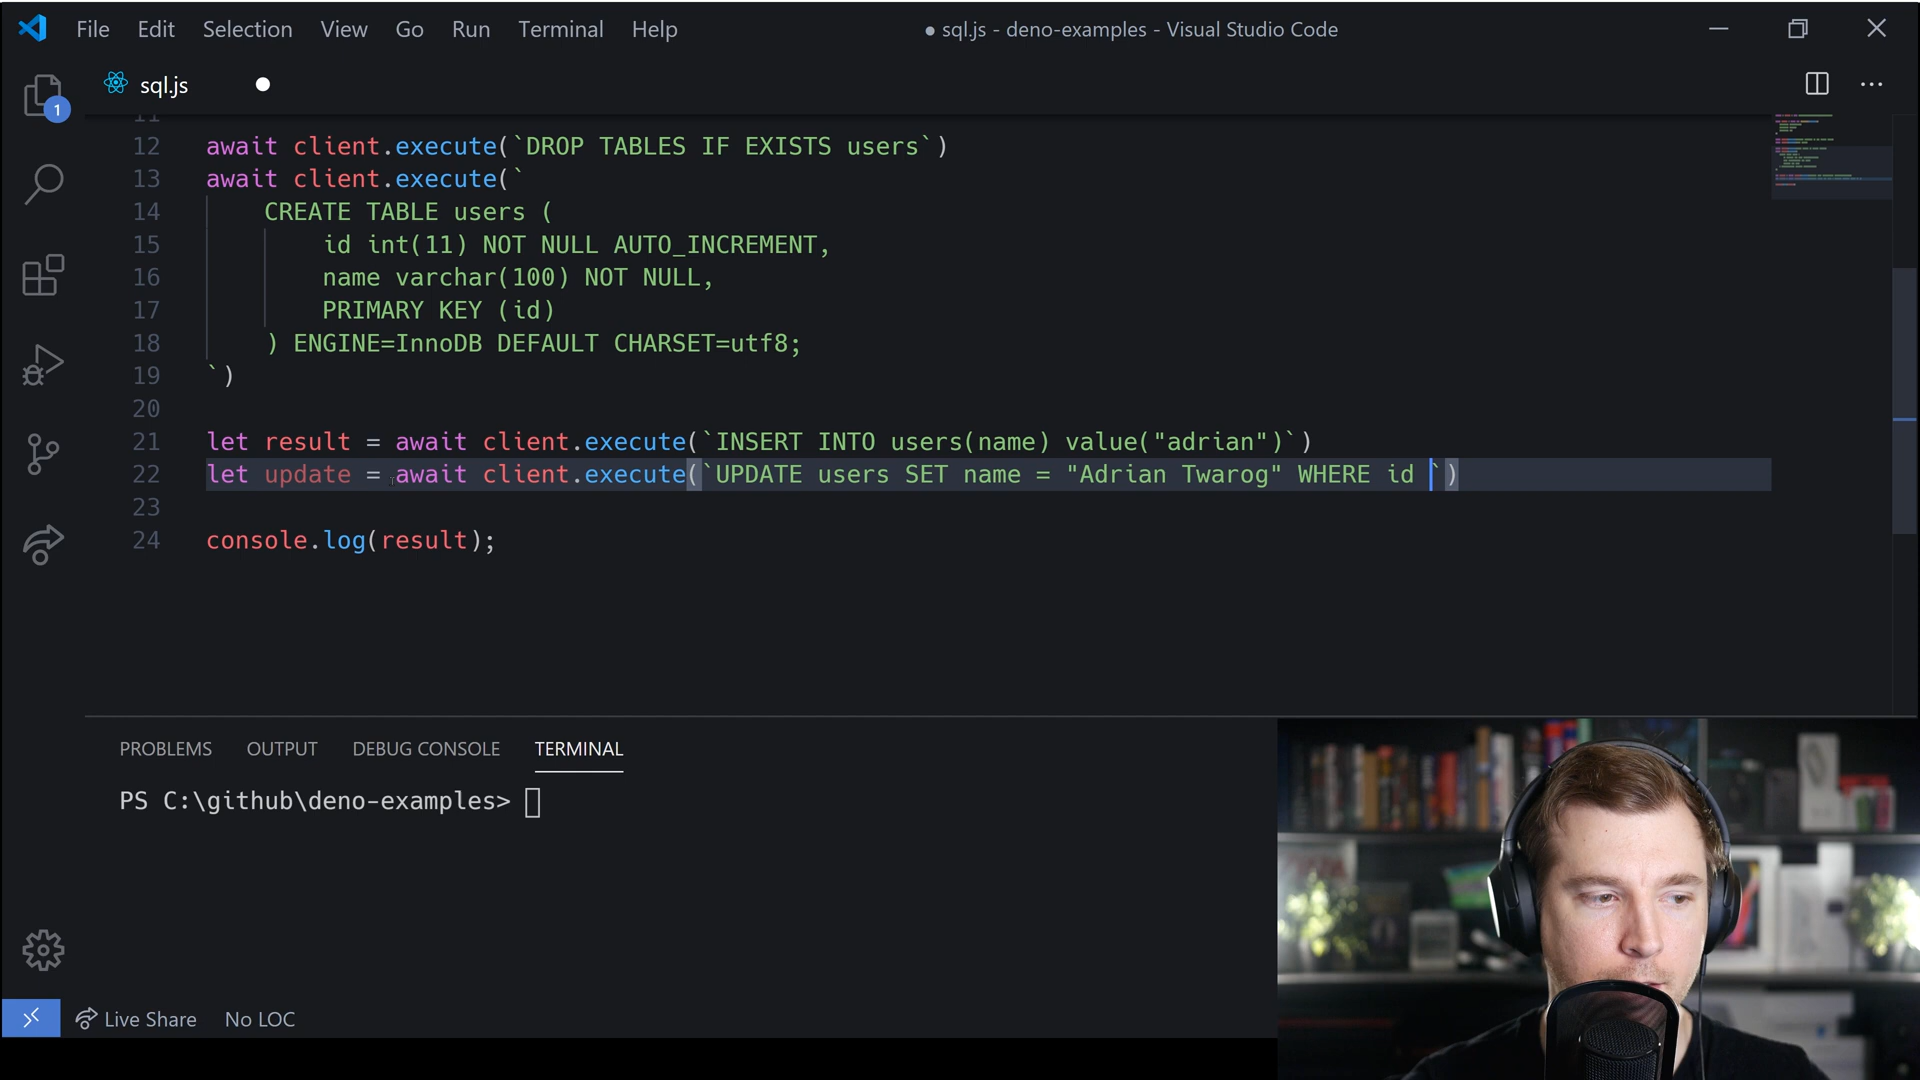 File Edit Selection View Go Run Terminal Help
● sql.js - deno-examples - Visual Studio Code
sql.js
1
11
12 await client.execute(`DROP TABLES IF EXISTS users`)
13 await client.execute(`
14 CREATE TABLE users (
15 id int(11) NOT NULL AUTO_INCREMENT,
16 name varchar(100) NOT NULL,
17 PRIMARY KEY (id)
18 ) ENGINE=InnoDB DEFAULT CHARSET=utf8;
19 `)
20
21 let result = await client.execute(`INSERT INTO users(name) value("adrian")`)
22 let update = await client.execute(`UPDATE users SET name = "Adrian Twarog" WHERE id `)
23
24 console.log(result);
PROBLEMS OUTPUT DEBUG CONSOLE TERMINAL
PS C:\github\deno-examples>
Live Share No LOC